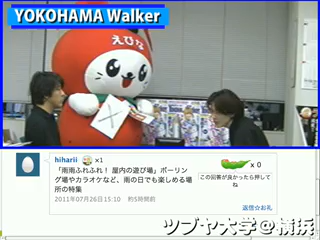 YOKOHAMA Walker
えびな
hiharii ×1
「雨雨ふれふれ！ 屋内の遊び場」ボーリン
グ場やカラオケなど、雨の日でも楽しめる場
所の特集
2011年07月26日 15:10 約5時間前
x 0
この回答が良かったら押して
ね
返信☆お礼
ツブヤ大学@横浜